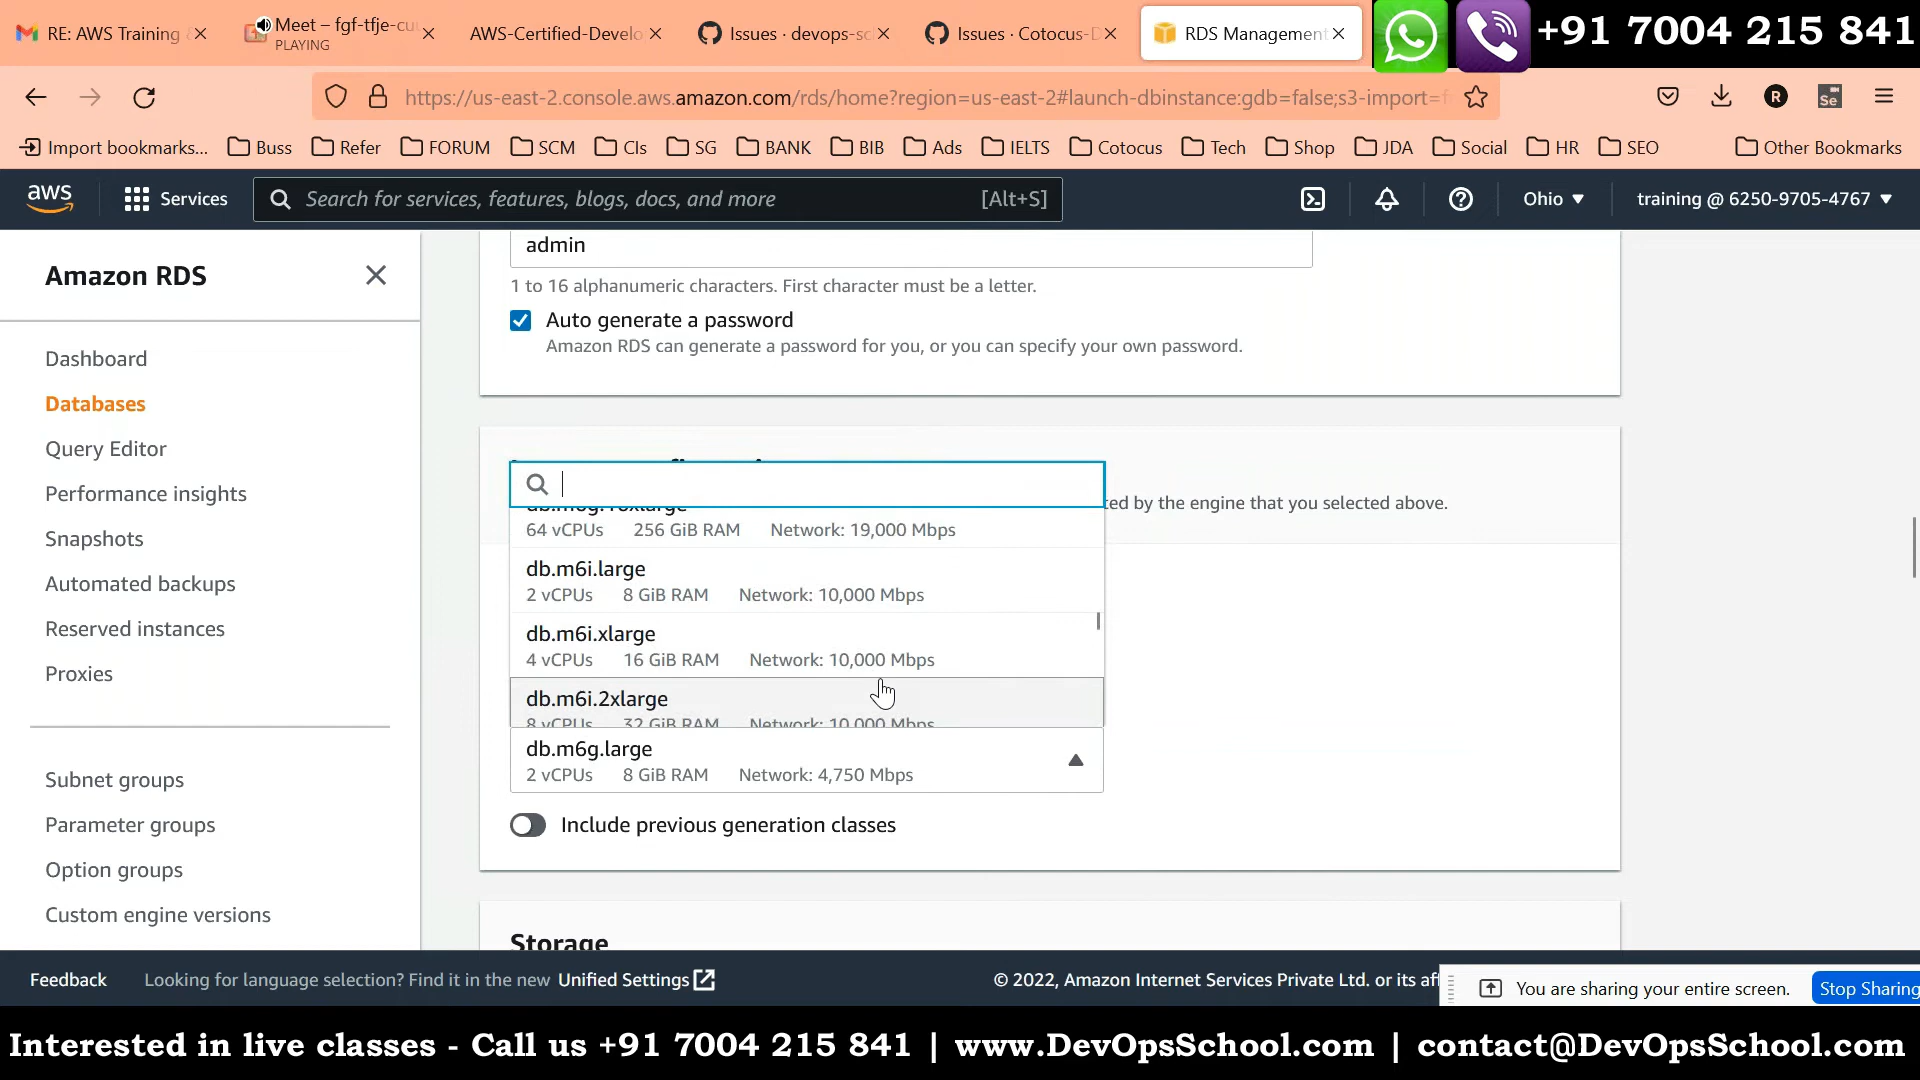 RE: AWS Training
Meet – fgf-tfje-cu
PLAYING
AWS-Certified-Develo
Issues · devops-sc
Issues · Cotocus-D
RDS Management
+91 7004 215 841
https://us-east-2.console.aws.amazon.com/rds/home?region=us-east-2#launch-dbinstance:gdb=false;s3-import=f
Import bookmarks...
Buss
Refer
FORUM
SCM
Cls
SG
BANK
BIB
Ads
IELTS
Cotocus
Tech
Shop
JDA
Social
HR
SEO
Other Bookmarks
aws
Services
Search for services, features, blogs, docs, and more
[Alt+S]
Ohio
training @ 6250-9705-4767
Amazon RDS
Dashboard
Databases
Query Editor
Performance insights
Snapshots
Automated backups
Reserved instances
Proxies
Subnet groups
Parameter groups
Option groups
Custom engine versions
admin
1 to 16 alphanumeric characters. First character must be a letter.
Auto generate a password
Amazon RDS can generate a password for you, or you can specify your own password.
ted by the engine that you selected above.
64 vCPUs 256 GiB RAM Network: 19,000 Mbps
db.m6i.large
2 vCPUs 8 GiB RAM Network: 10,000 Mbps
db.m6i.xlarge
4 vCPUs 16 GiB RAM Network: 10,000 Mbps
db.m6i.2xlarge
8 vCPUs 32 GiB RAM Network: 10,000 Mbps
db.m6g.large
2 vCPUs 8 GiB RAM Network: 4,750 Mbps
Include previous generation classes
Storage
Feedback
Looking for language selection? Find it in the new Unified Settings
© 2022, Amazon Internet Services Private Ltd. or its af
You are sharing your entire screen.
Stop Sharing
Interested in live classes - Call us +91 7004 215 841 | www.DevOpsSchool.com | contact@DevOpsSchool.com